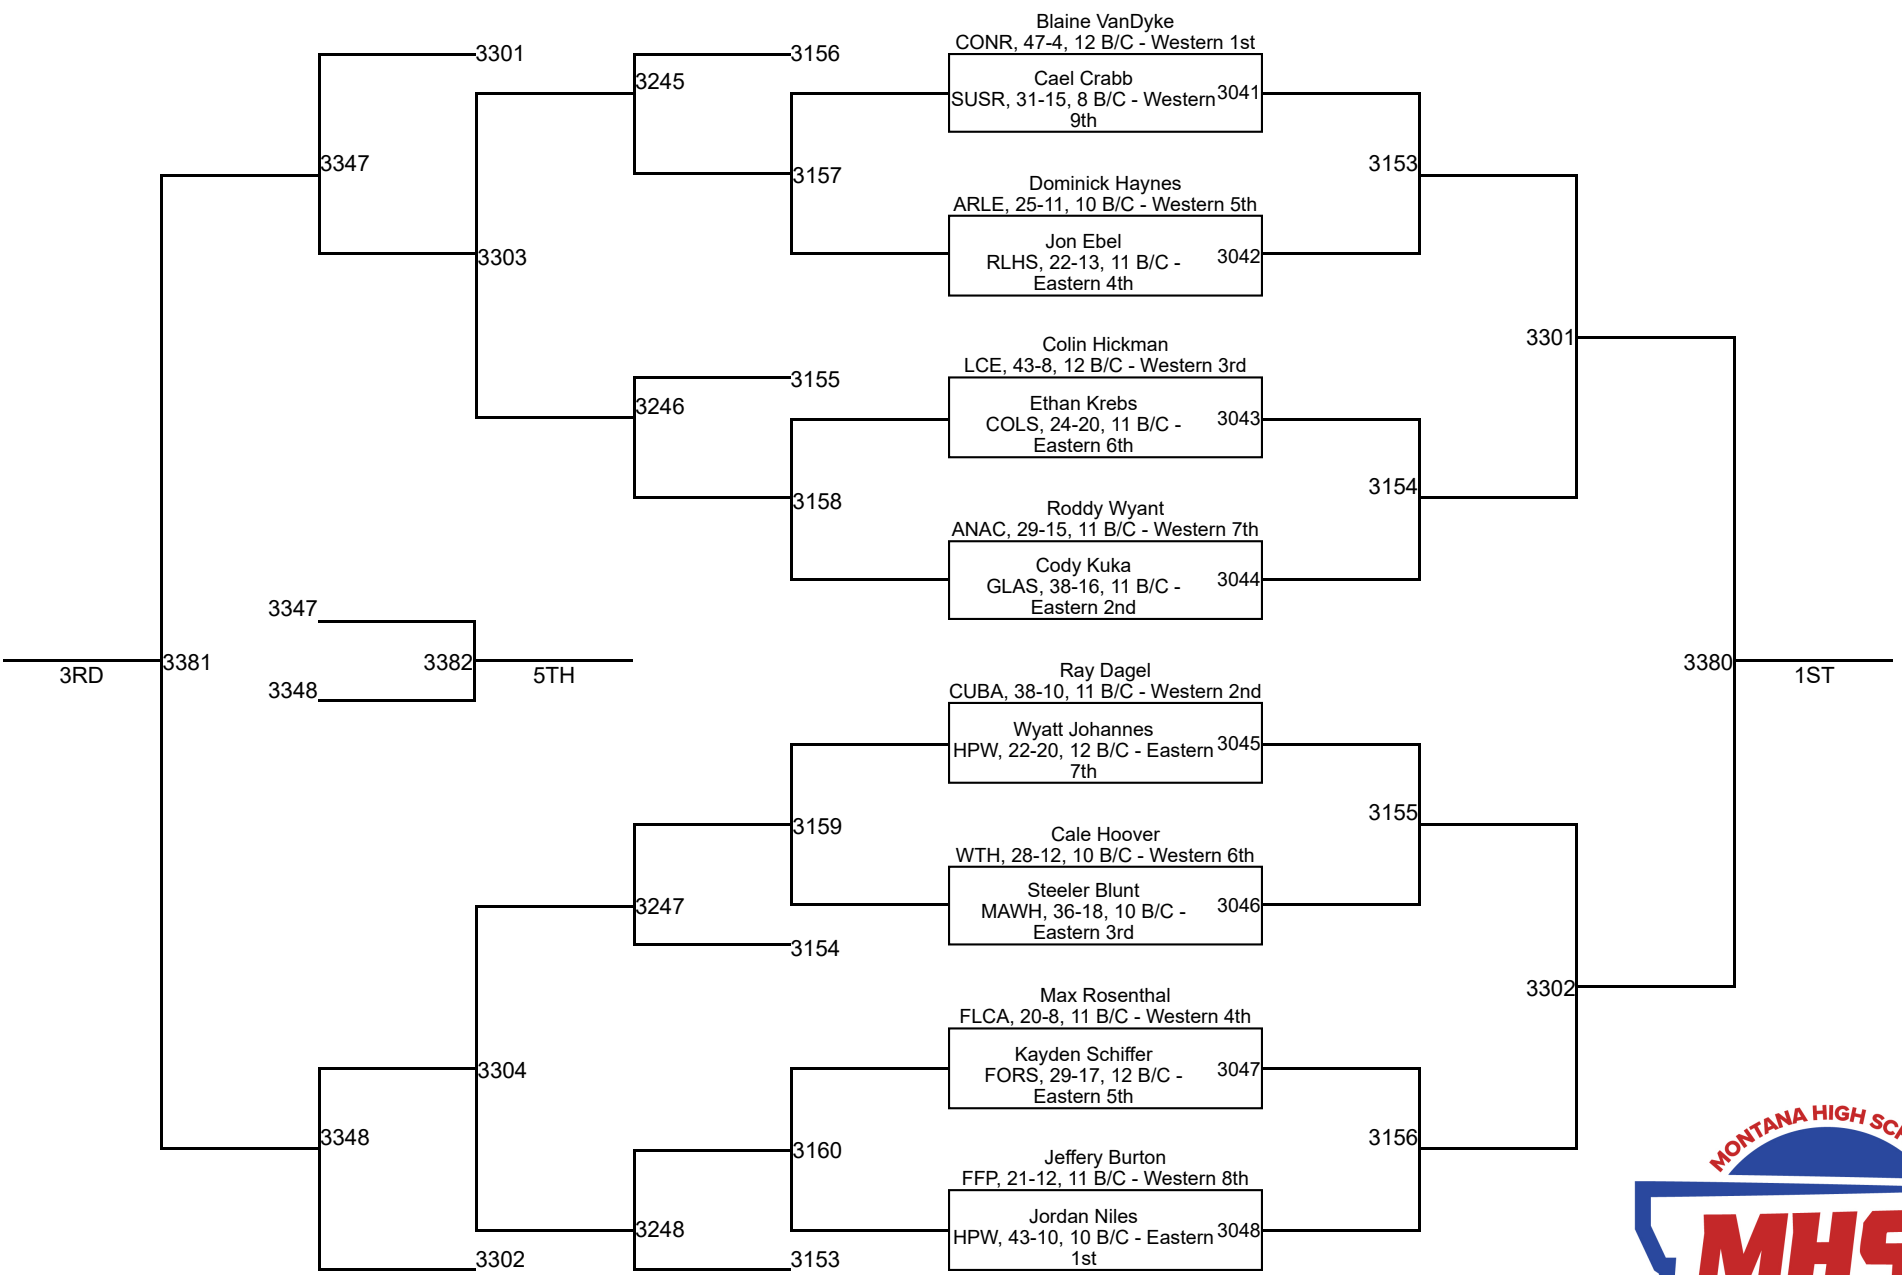 Blaine VanDyke
CONR, 47-4, 12 B/C - Western 1st
3301
3156
3245
Cael Crabb
SUSR, 31-15, 8 B/C - Western
9th
3041
3347
3157
3153
Dominick Haynes
ARLE, 25-11, 10 B/C - Western 5th
Jon Ebel
RLHS, 22-13, 11 B/C -
Eastern 4th
3042
3303
Colin Hickman
LCE, 43-8, 12 B/C - Western 3rd
3301
3155
3246
Ethan Krebs
COLS, 24-20, 11 B/C -
Eastern 6th
3043
3158
3154
Roddy Wyant
ANAC, 29-15, 11 B/C - Western 7th
Cody Kuka
GLAS, 38-16, 11 B/C -
Eastern 2nd
3044
3347
3RD
3381
3382
5TH
3348
3380
1ST
Ray Dagel
CUBA, 38-10, 11 B/C - Western 2nd
Wyatt Johannes
HPW, 22-20, 12 B/C - Eastern
7th
3045
3159
3155
Cale Hoover
WTH, 28-12, 10 B/C - Western 6th
Steeler Blunt
MAWH, 36-18, 10 B/C -
Eastern 3rd
3046
3247
3154
3302
Max Rosenthal
FLCA, 20-8, 11 B/C - Western 4th
Kayden Schiffer
FORS, 29-17, 12 B/C -
Eastern 5th
3047
3304
3348
3160
3156
Jeffery Burton
FFP, 21-12, 11 B/C - Western 8th
Jordan Niles
HPW, 43-10, 10 B/C - Eastern
1st
3048
3248
3302
3153
MONTANA HIGH SCH
MHS